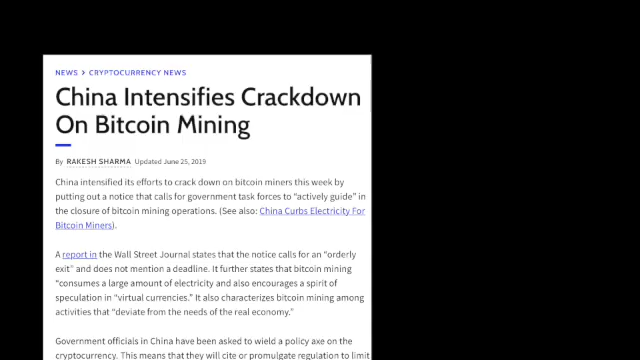 NEWS > CRYPTOCURRENCY NEWS
China Intensifies Crackdown
On Bitcoin Mining
By RAKESH SHARMA Updated June 25, 2019
China intensified its efforts to crack down on bitcoin miners this week by
putting out a notice that calls for government task forces to “actively guide” in
the closure of bitcoin mining operations. (See also: China Curbs Electricity For
Bitcoin Miners).
A report in the Wall Street Journal states that the notice calls for an “orderly
exit” and does not mention a deadline. It further states that bitcoin mining
“consumes a large amount of electricity and also encourages a spirit of
speculation in “virtual currencies.” It also characterizes bitcoin mining among
activities that “deviate from the needs of the real economy.”
Government officials in China have been asked to wield a policy axe on the
cryptocurrency. This means that they will cite or promulgate regulation to limit